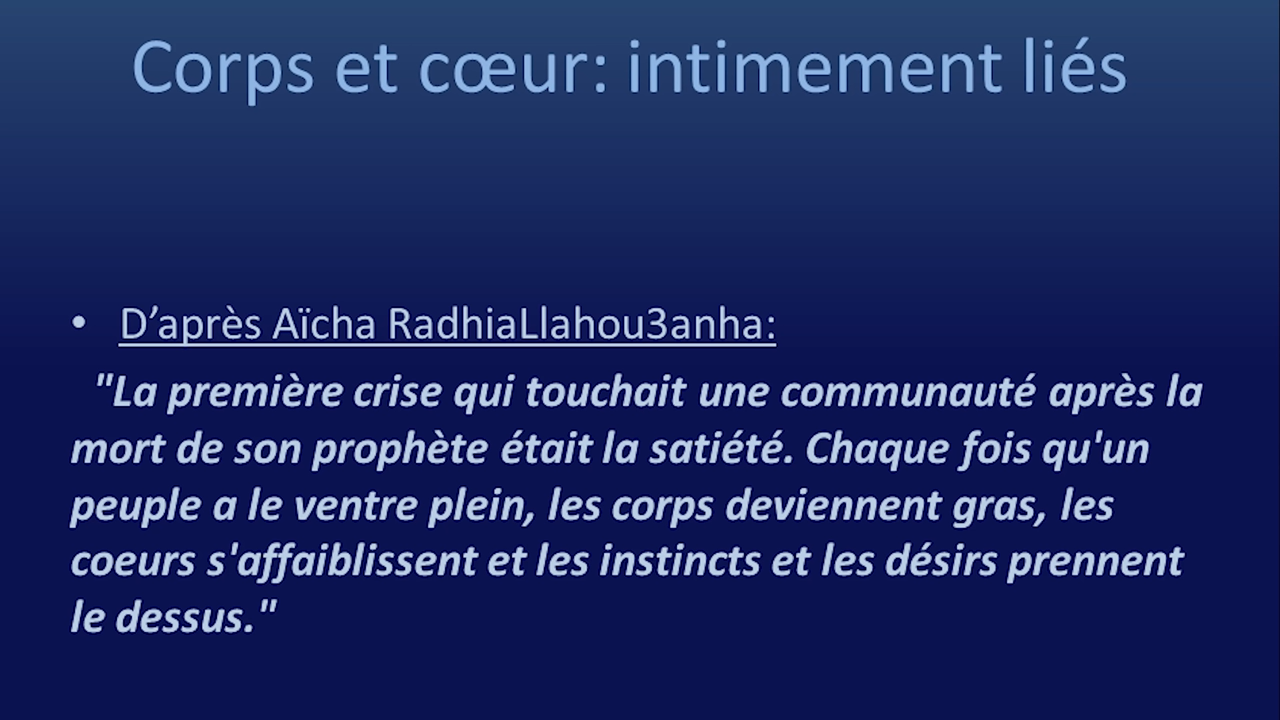 Corps et cœur: intimement liés
• D’après Aïcha RadhiaLlahou3anha:
"La première crise qui touchait une communauté après la
mort de son prophète était la satiété. Chaque fois qu'un
peuple a le ventre plein, les corps deviennent gras, les
coeurs s'affaiblissent et les instincts et les désirs prennent
le dessus."